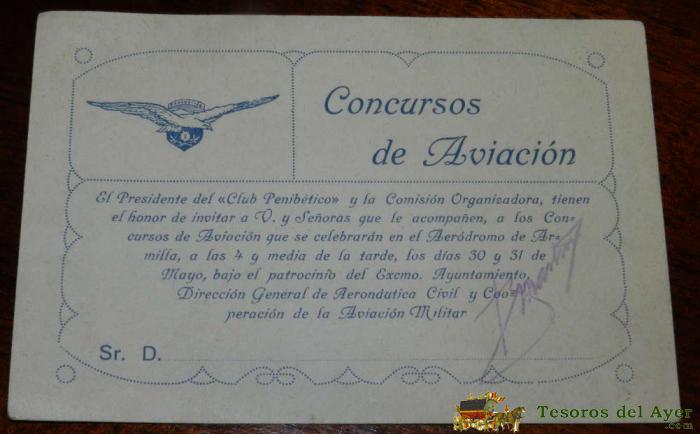 Concursos
de Aviación
El Presidente del «Club Penibético» y la Comisión Organizadora, tienen
el honor de invitar a V. y Señoras que le acompañen, a los Con-
cursos de Aviación que se celebrarán en el Aeródromo de Ar-
milla, a las 4 y media de la tarde, los días 30 y 31 de
Mayo, bajo el patrocinio del Excmo. Ayuntamiento,
Dirección General de Aeronáutica Civil y Coo-
peración de la Aviación Militar
Sr. D.
Tesoros del Ayer
.com